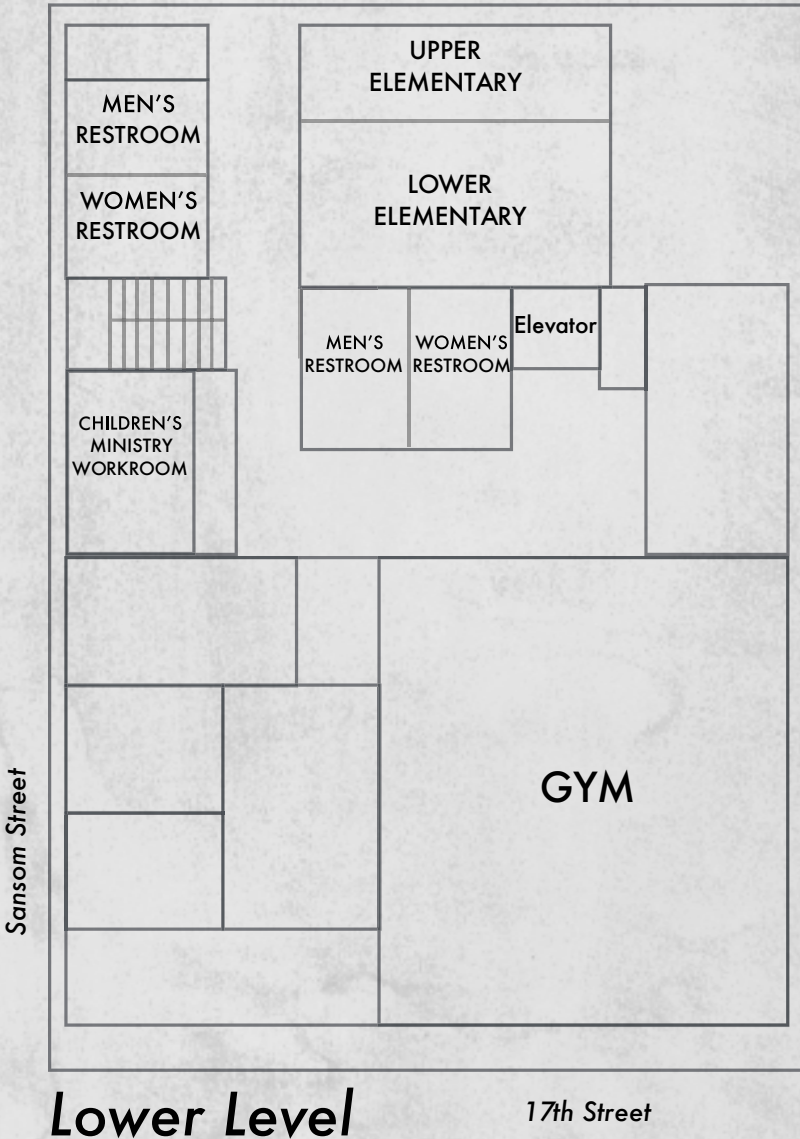 UPPER
ELEMENTARY
MEN'S
RESTROOM
LOWER
ELEMENTARY
WOMEN'S
RESTROOM
Elevator
MEN'S
RESTROOM
WOMEN'S
RESTROOM
CHILDREN'S
MINISTRY
WORKROOM
GYM
Sansom Street
Lower Level
17th Street